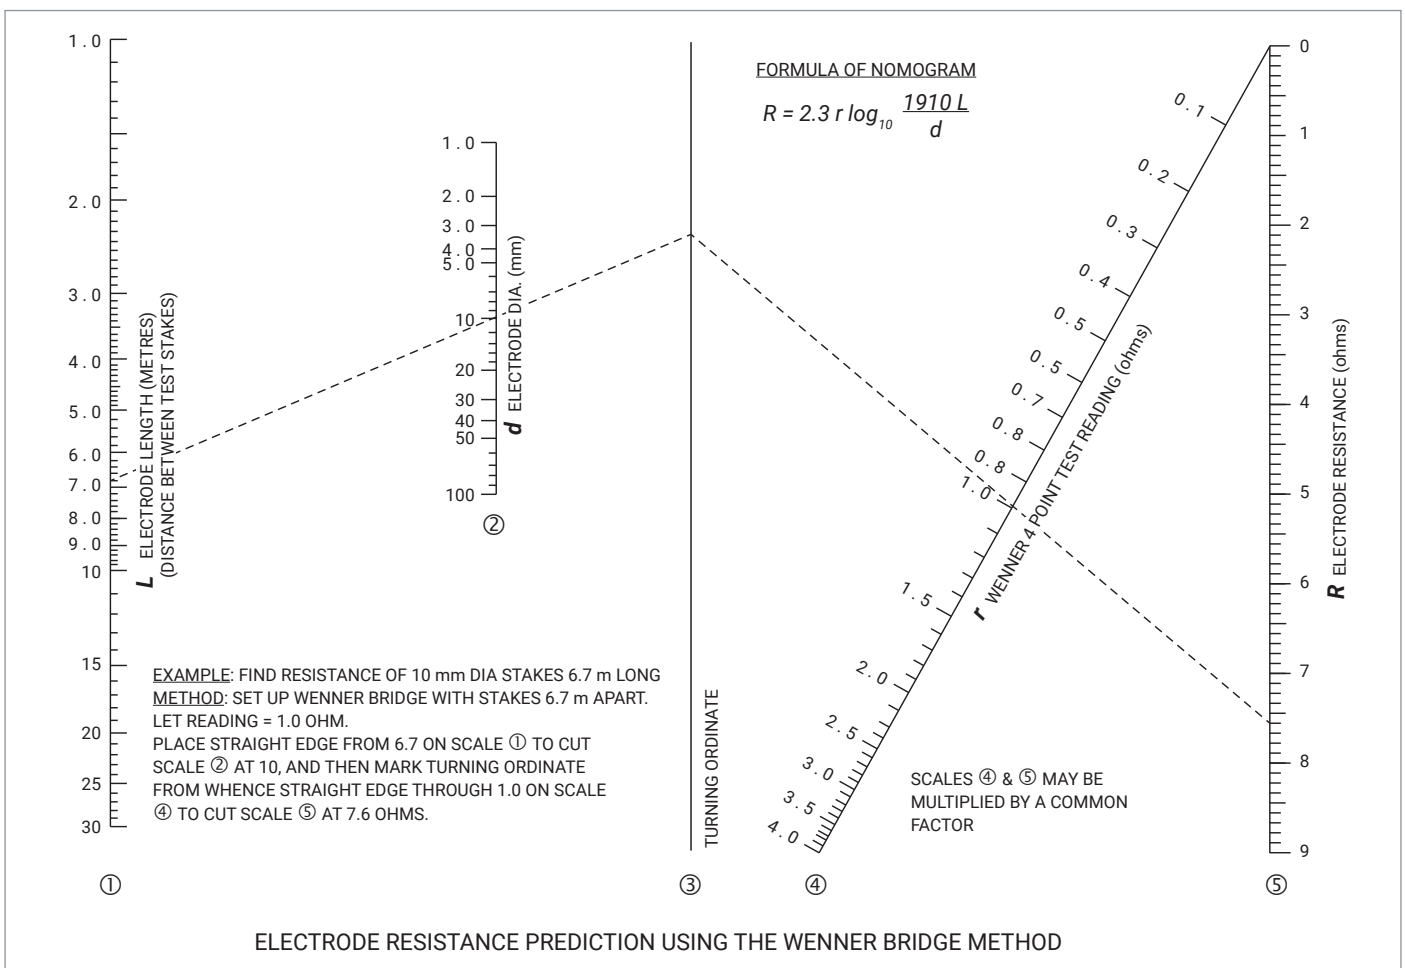 1.0
2.0
3.0
4.0
5.0
6.0
7.0
8.0
9.0
10
15
20
25
30
L ELECTRODE LENGTH (METRES)
(DISTANCE BETWEEN TEST STAKES)
①
1.0
2.0
3.0
4.0
5.0
10
20
30
40
50
100
d ELECTRODE DIA. (mm)
②
FORMULA OF NOMOGRAM
R = 2.3 r log10 1910 L
d
EXAMPLE: FIND RESISTANCE OF 10 mm DIA STAKES 6.7 m LONG
METHOD: SET UP WENNER BRIDGE WITH STAKES 6.7 m APART.
LET READING = 1.0 OHM.
PLACE STRAIGHT EDGE FROM 6.7 ON SCALE ① TO CUT
SCALE ② AT 10, AND THEN MARK TURNING ORDINATE
FROM WHENCE STRAIGHT EDGE THROUGH 1.0 ON SCALE
④ TO CUT SCALE ⑤ AT 7.6 OHMS.
TURNING ORDINATE
③
0.1
0.2
0.3
0.4
0.5
0.5
0.7
0.8
0.8
1.0
1.5
2.0
2.5
3.0
3.5
4.0
r WENNER 4 POINT TEST READING (ohms)
④
SCALES ④ & ⑤ MAY BE
MULTIPLIED BY A COMMON
FACTOR
0
1
2
3
4
5
6
7
8
9
R ELECTRODE RESISTANCE (ohms)
⑤
ELECTRODE RESISTANCE PREDICTION USING THE WENNER BRIDGE METHOD